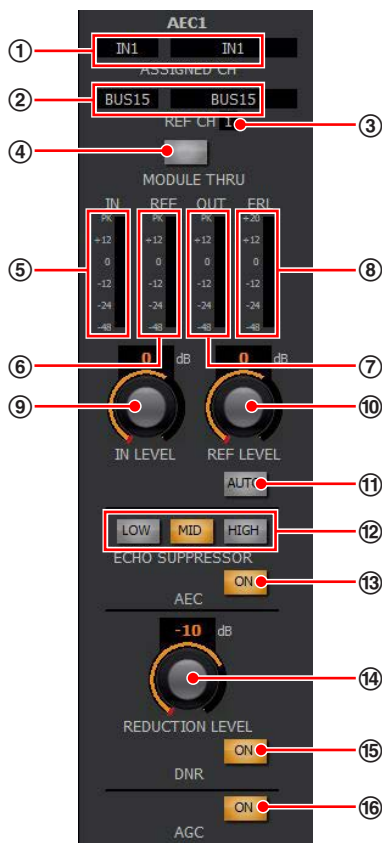 AEC1
① IN1 IN1
ASSIGNED CH
② BUS15 BUS15
REF CH 1 ③
④
MODULE THRU
IN REF OUT ERL
PK PK PK +20
+12 +12 +12 +12
⑤ 0 0 0 0 ⑧
-12 -12 -12 -12
-24 -24 -24 -24
-48 -48 -48 -48
⑥ ⑦
0 dB 0 dB
⑨ ⑩
IN LEVEL REF LEVEL
AUTO ⑪
LOW MID HIGH ⑫
ECHO SUPPRESSOR
ON ⑬
AEC
-10 dB
⑭
REDUCTION LEVEL
ON ⑮
DNR
ON ⑯
AGC